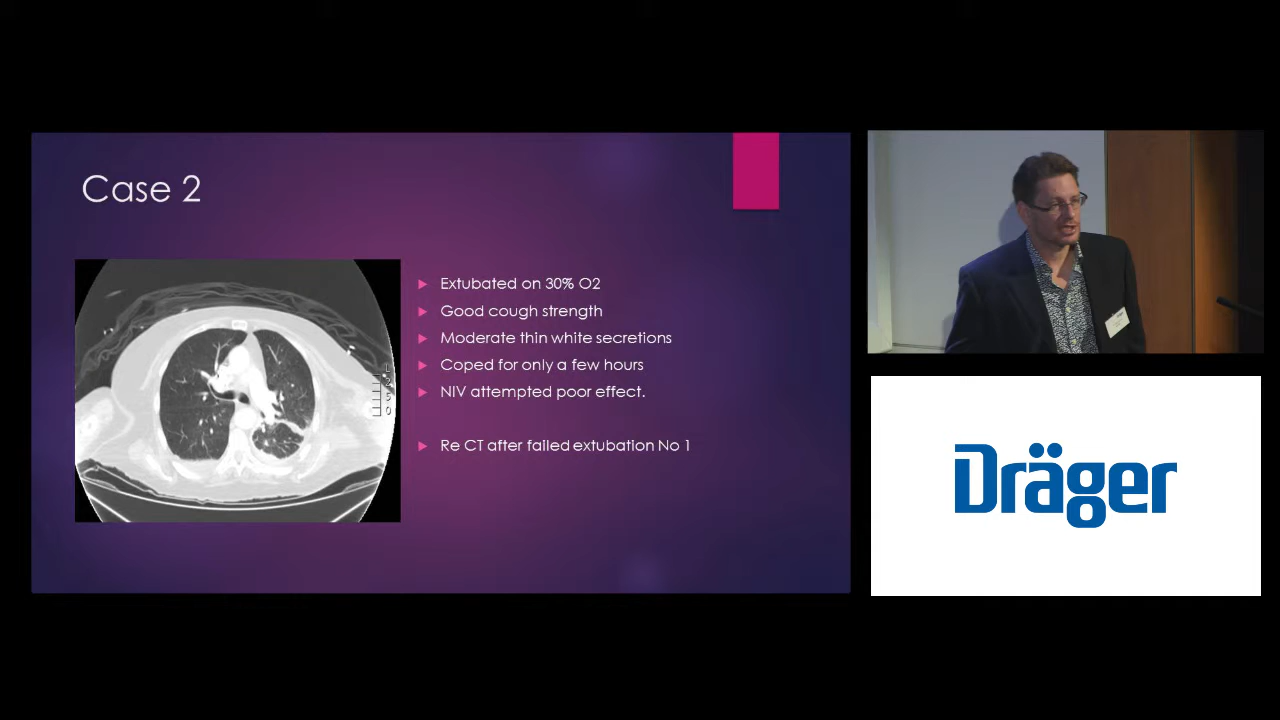 Case 2
Extubated on 30% O2
Good cough strength
Moderate thin white secretions
Coped for only a few hours
NIV attempted poor effect.
Re CT after failed extubation No 1
Dräger